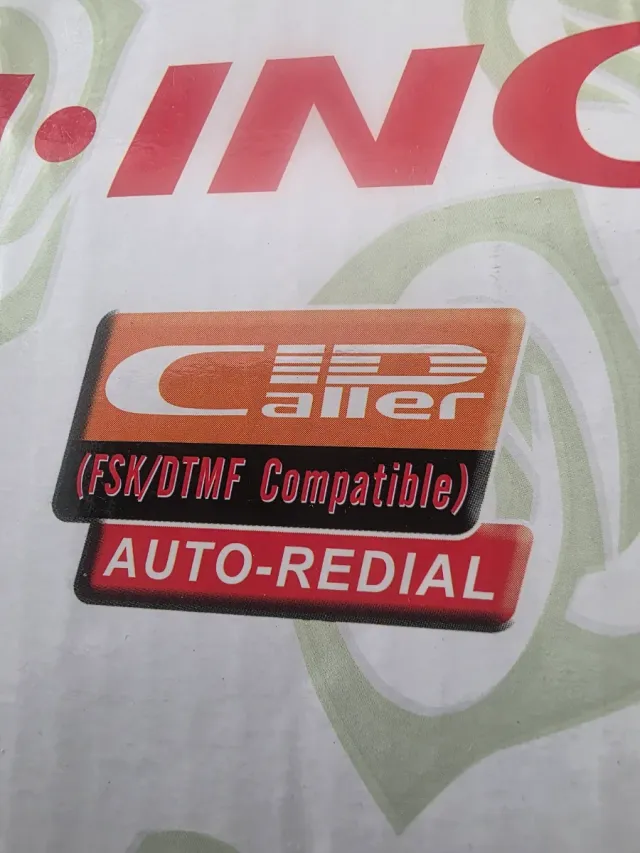 INC
Caller ID
(FSK/DTMF Compatible)
AUTO-REDIAL